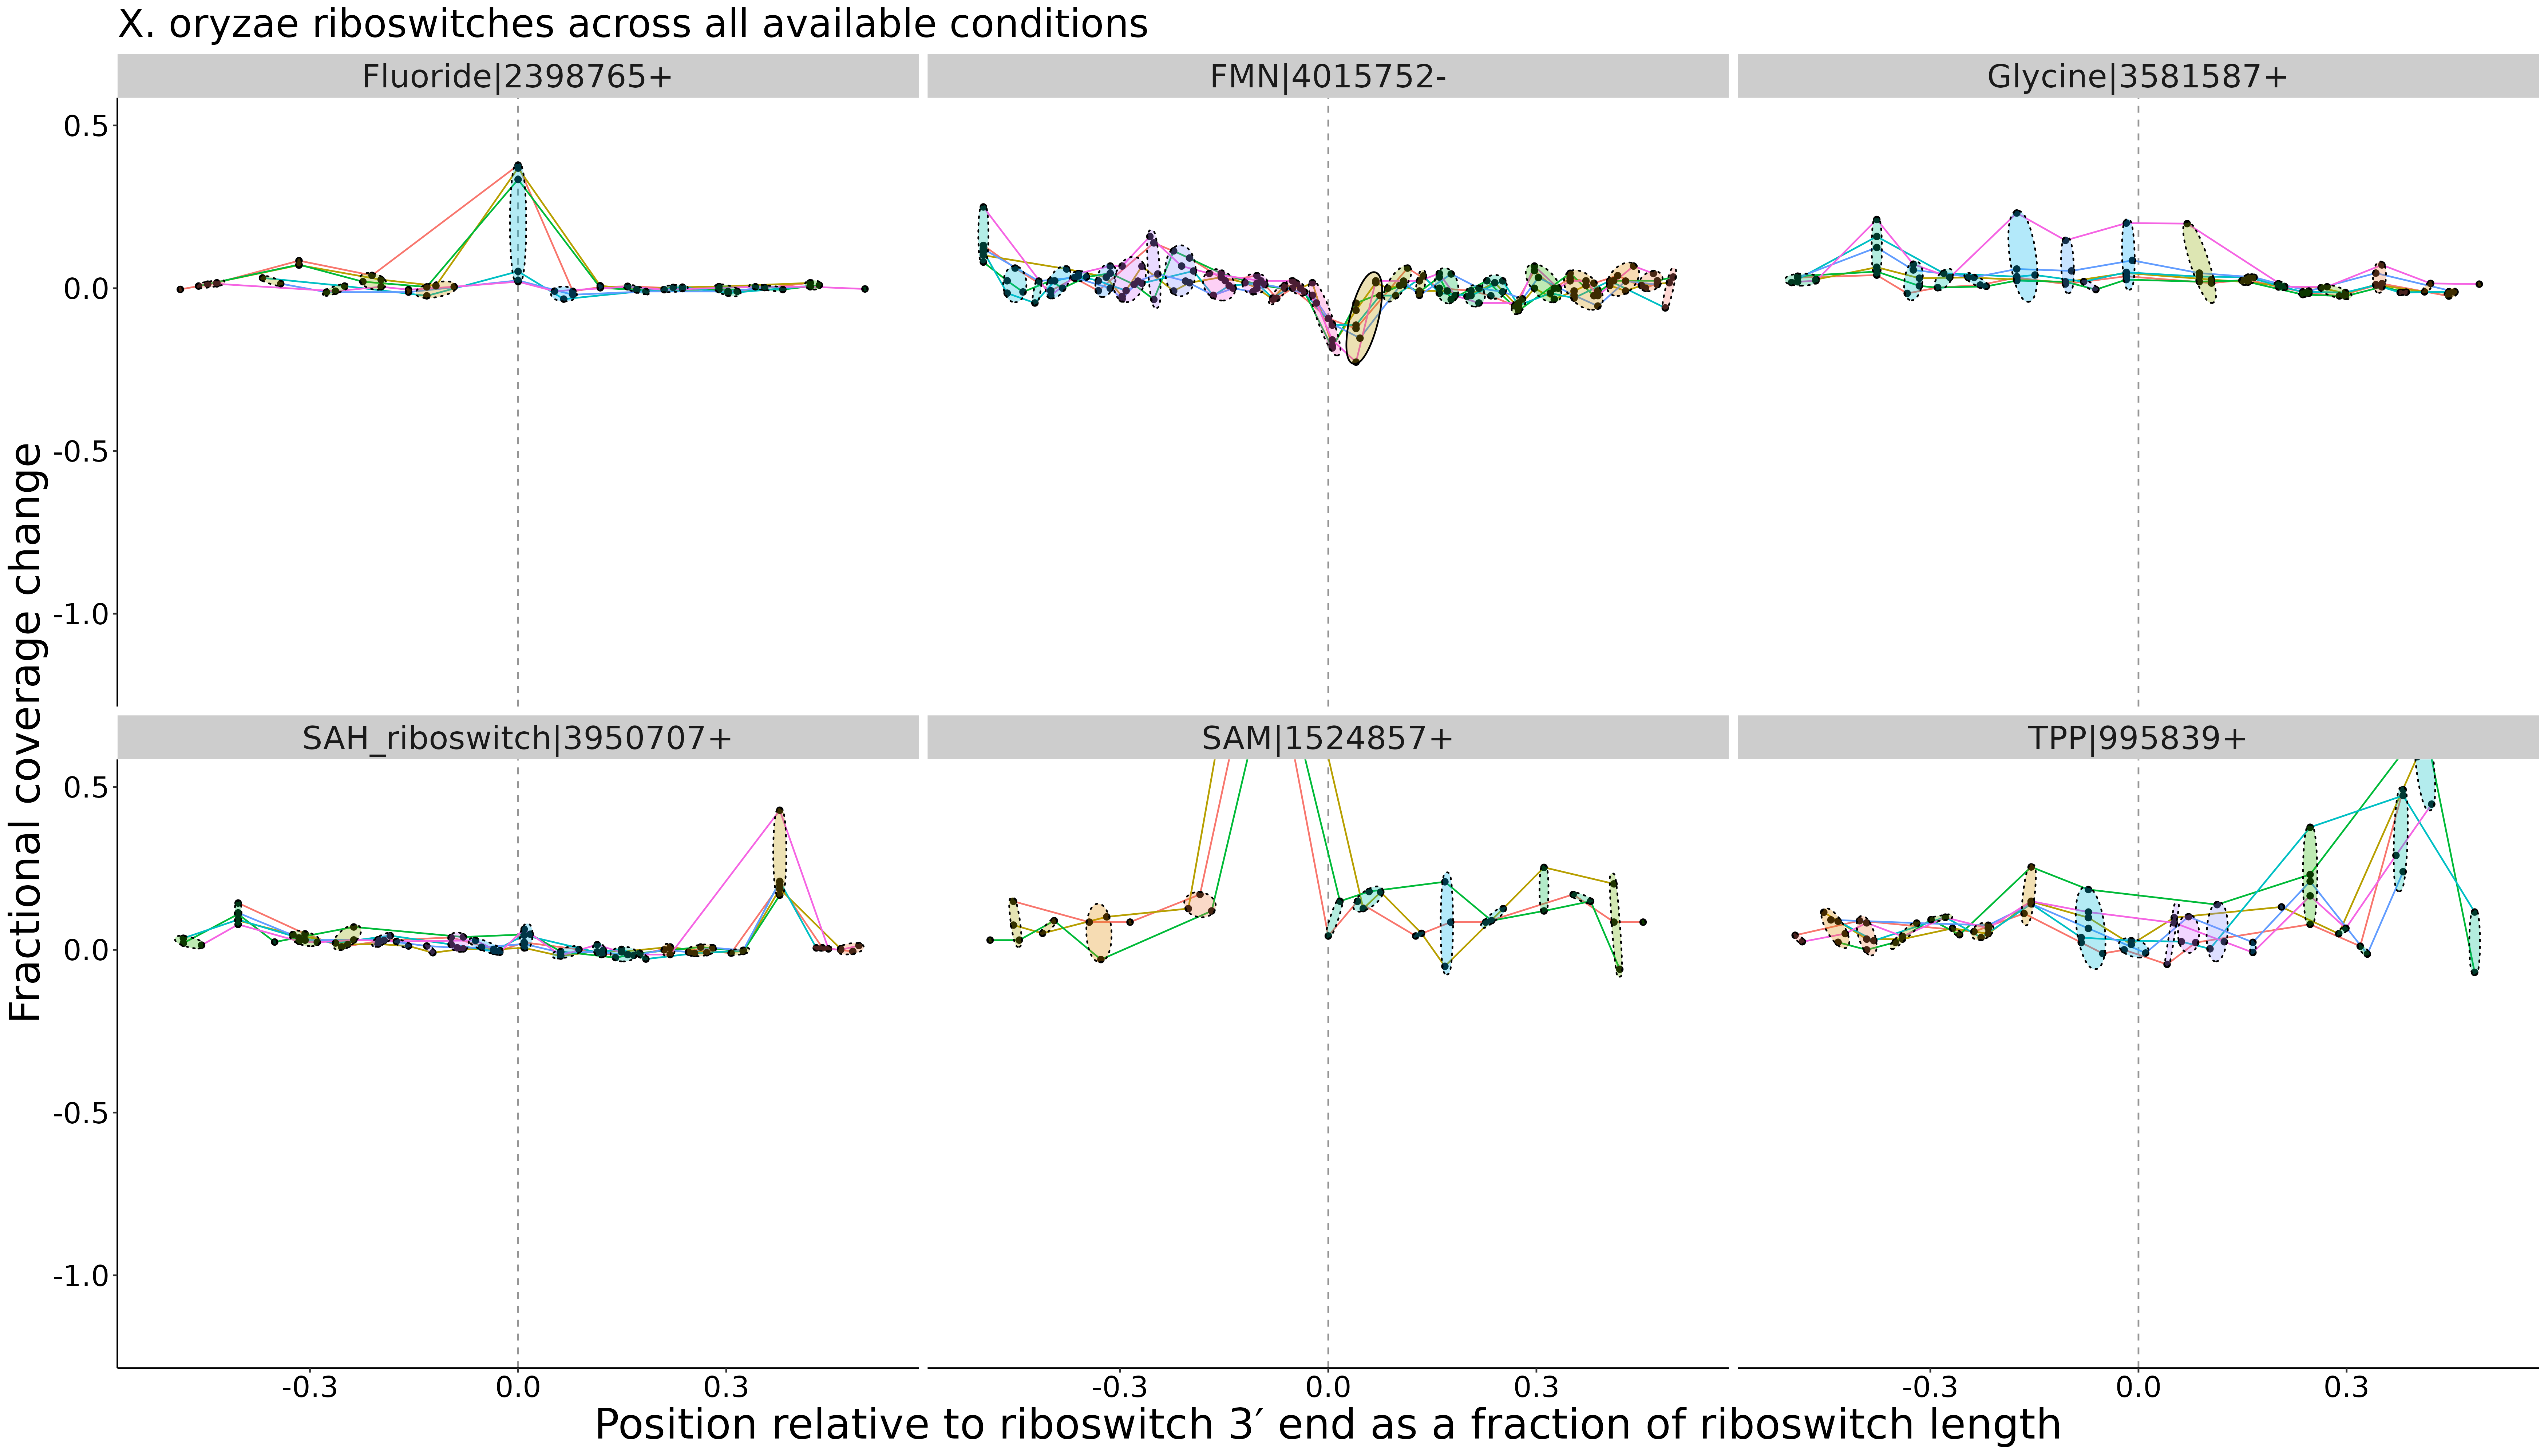 X. oryzae riboswitches across all available conditions
Fluoride|2398765+
FMN|4015752-
Glycine|3581587+
0.5
0.0
-0.5
-1.0
SAH_riboswitch|3950707+
SAM|1524857+
TPP|995839+
0.5
0.0
-0.5
-1.0
-0.3 0.0 0.3
-0.3 0.0 0.3
-0.3 0.0 0.3
Position relative to riboswitch 3′ end as a fraction of riboswitch length
Fractional coverage change